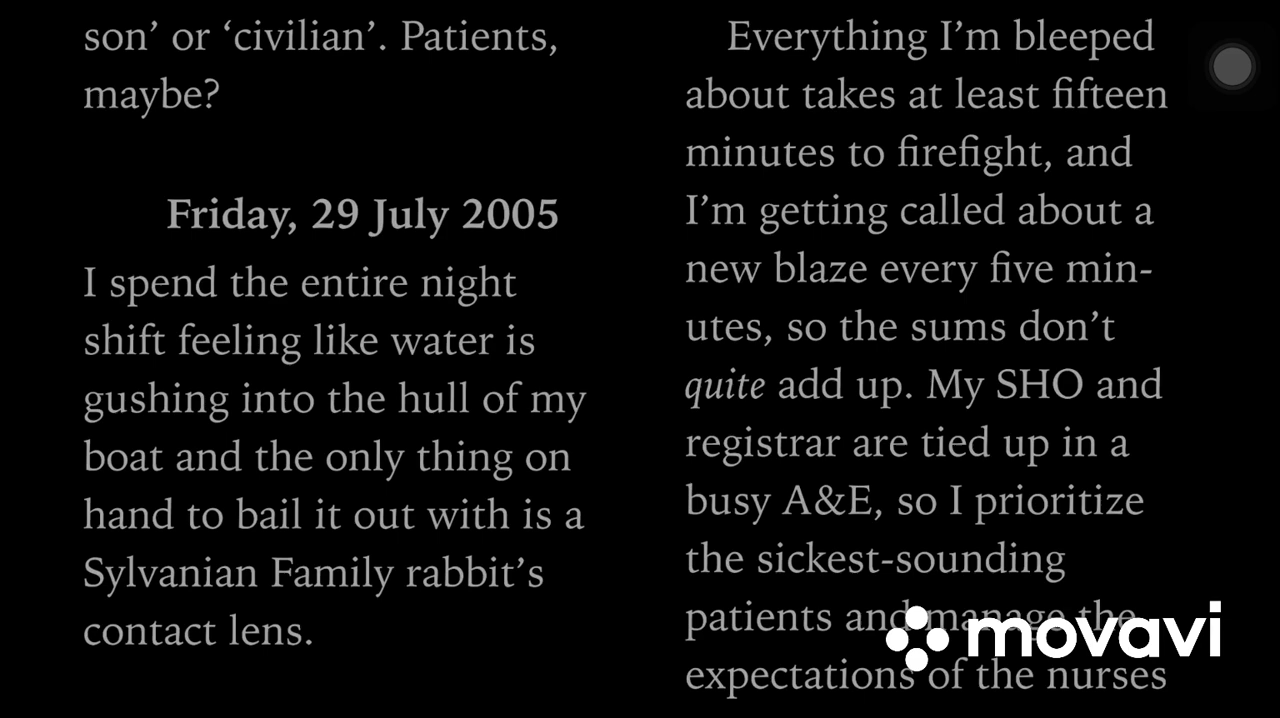 son’ or ‘civilian’. Patients,
maybe?
Friday, 29 July 2005
I spend the entire night
shift feeling like water is
gushing into the hull of my
boat and the only thing on
hand to bail it out with is a
Sylvanian Family rabbit’s
contact lens.
Everything I’m bleeped
about takes at least fifteen
minutes to firefight, and
I’m getting called about a
new blaze every five min-
utes, so the sums don’t
quite add up. My SHO and
registrar are tied up in a
busy A&E, so I prioritize
the sickest-sounding
patients and manage the
expectations of the nurses
movavi